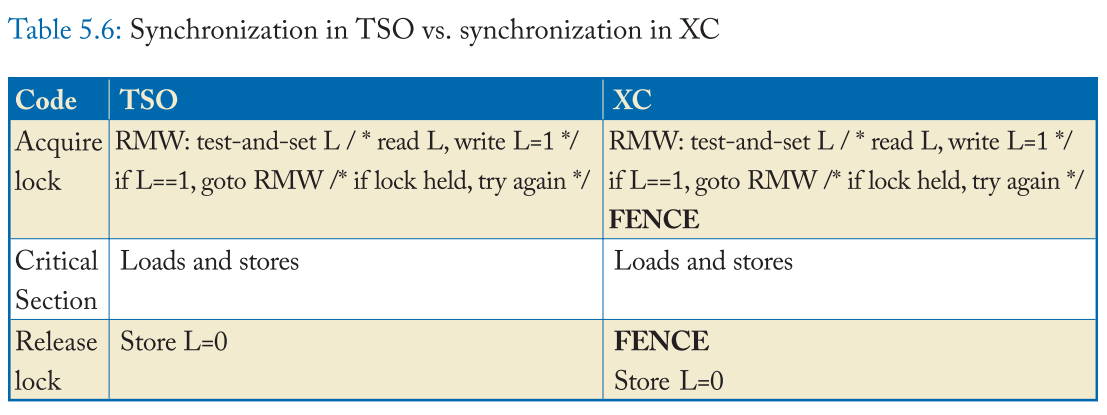 Table 5.6: Synchronization in TSO vs. synchronization in XC
Code TSO XC
Acquire lock
RMW: test-and-set L / * read L, write L=1 */
if L==1, goto RMW /* if lock held, try again */
RMW: test-and-set L / * read L, write L=1 */
if L==1, goto RMW /* if lock held, try again */
FENCE
Critical Section
Loads and stores
Loads and stores
Release lock
Store L=0
FENCE
Store L=0